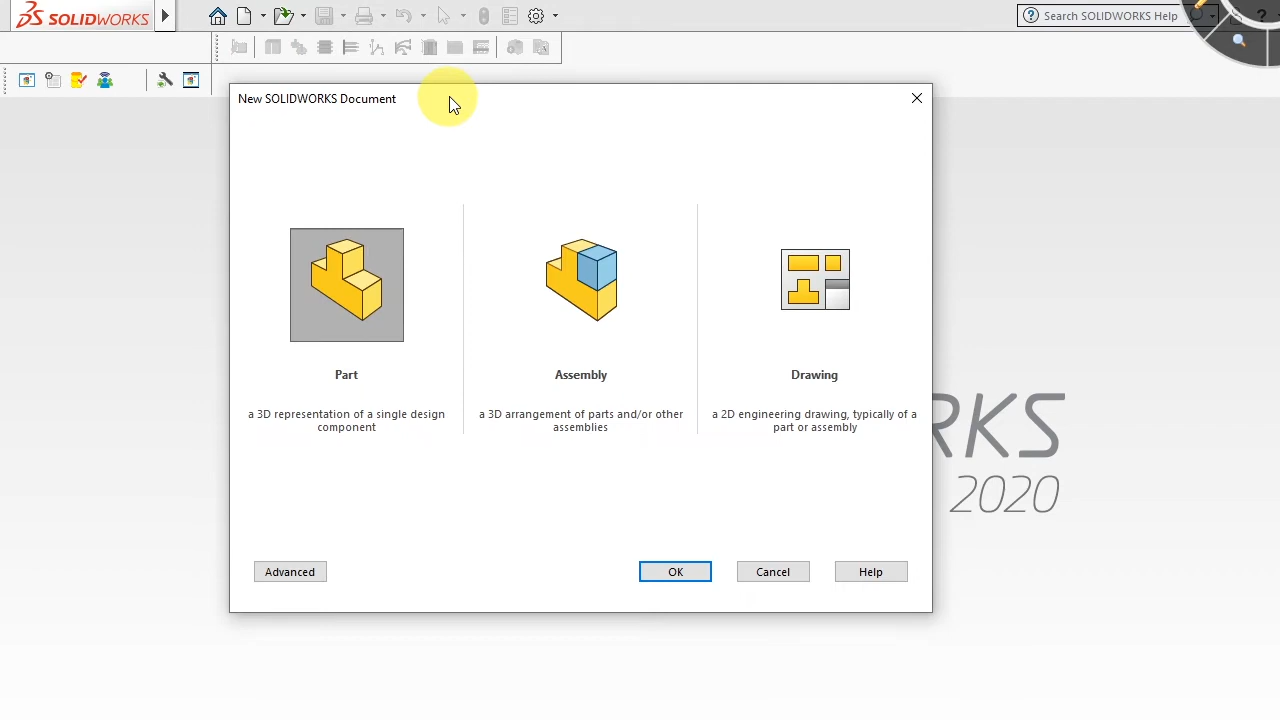 SOLIDWORKS
Search SOLIDWORKS Help
?
New SOLIDWORKS Document
Part
Assembly
Drawing
a 3D representation of a single design
component
a 3D arrangement of parts and/or other
assemblies
a 2D engineering drawing, typically of a
part or assembly
RKS
2020
Advanced
OK
Cancel
Help